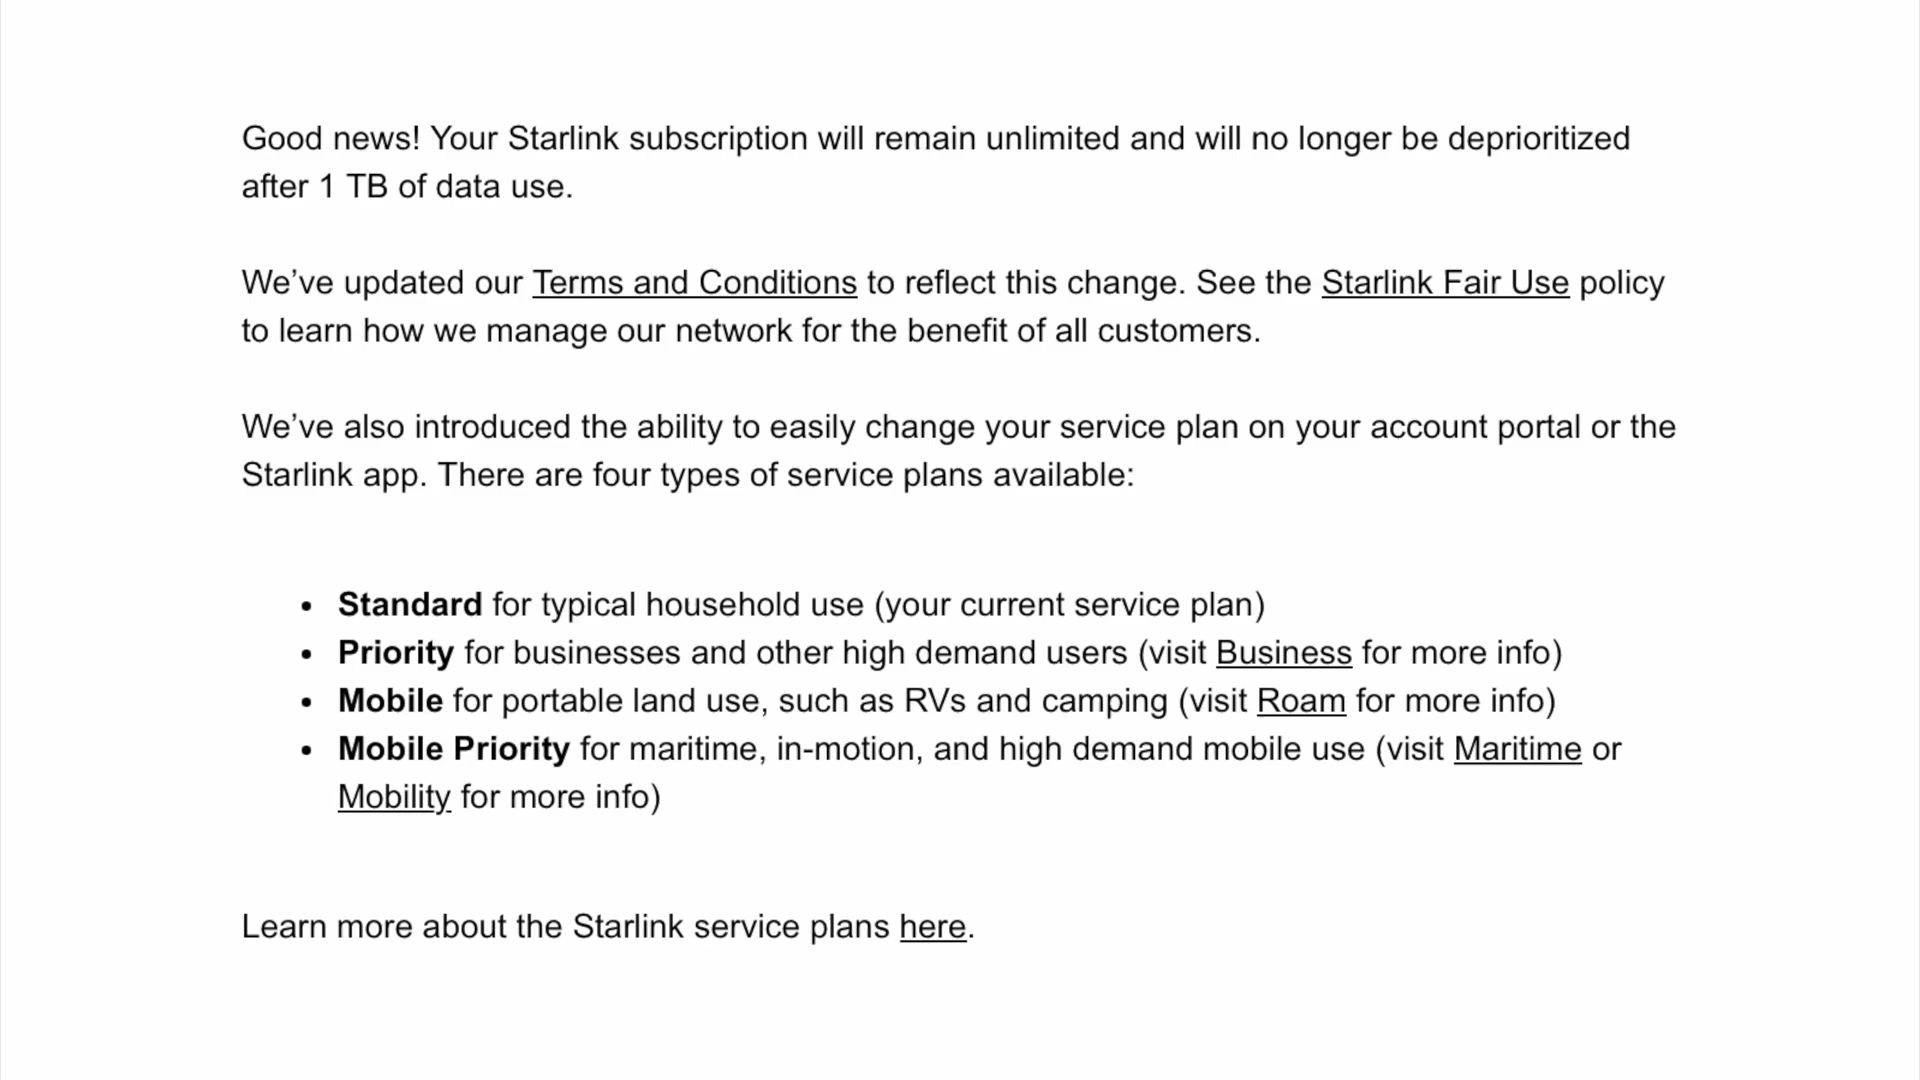 Good news! Your Starlink subscription will remain unlimited and will no longer be deprioritized
after 1 TB of data use.
We’ve updated our Terms and Conditions to reflect this change. See the Starlink Fair Use policy
to learn how we manage our network for the benefit of all customers.
We’ve also introduced the ability to easily change your service plan on your account portal or the
Starlink app. There are four types of service plans available:
• Standard for typical household use (your current service plan)
• Priority for businesses and other high demand users (visit Business for more info)
• Mobile for portable land use, such as RVs and camping (visit Roam for more info)
• Mobile Priority for maritime, in-motion, and high demand mobile use (visit Maritime or
Mobility for more info)
Learn more about the Starlink service plans here.